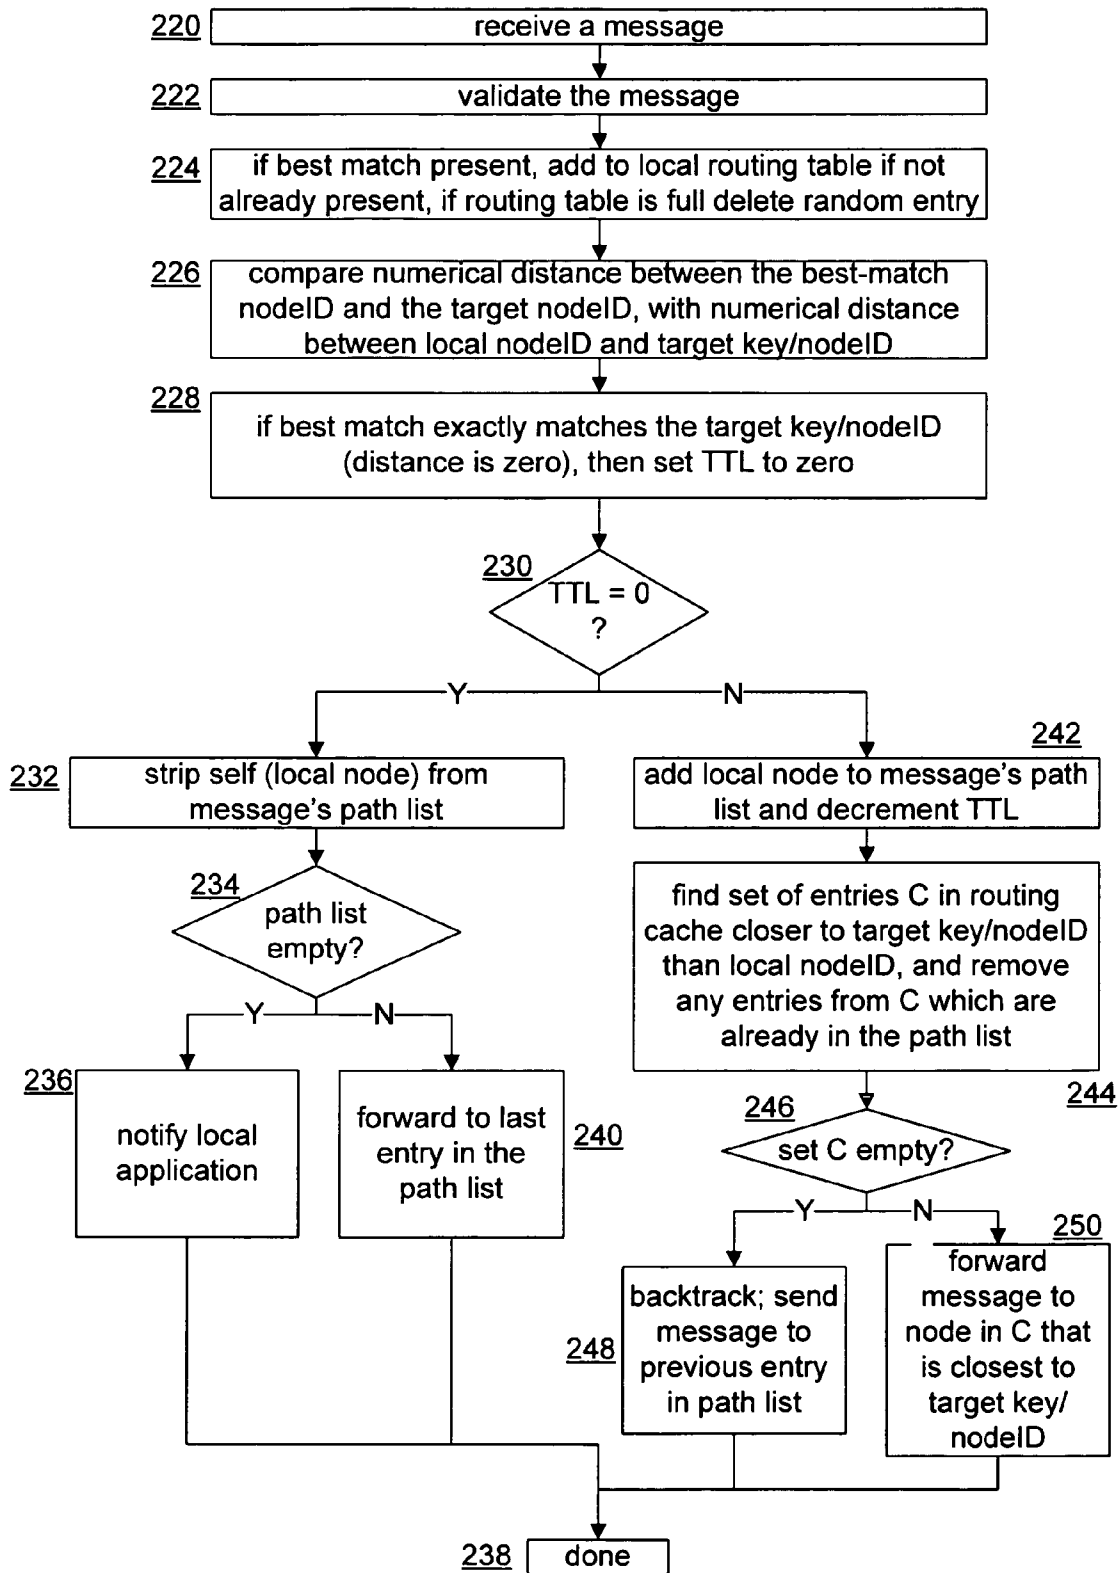 220
receive a message
222
validate the message
224
if best match present, add to local routing table if not
already present, if routing table is full delete random entry
226
compare numerical distance between the best-match
nodeID and the target nodeID, with numerical distance
between local nodeID and target key/nodeID
228
if best match exactly matches the target key/nodeID
(distance is zero), then set TTL to zero
230
TTL = 0
?
Y
N
232
strip self (local node) from
message's path list
234
path list
empty?
Y
N
236
notify local
application
forward to last
entry in the
path list
240
242
add local node to message's path
list and decrement TTL
find set of entries C in routing
cache closer to target key/nodeID
than local nodeID, and remove
any entries from C which are
already in the path list
244
246
set C empty?
Y
N
248
backtrack; send
message to
previous entry
in path list
250
forward
message to
node in C that
is closest to
target key/
nodeID
238
done